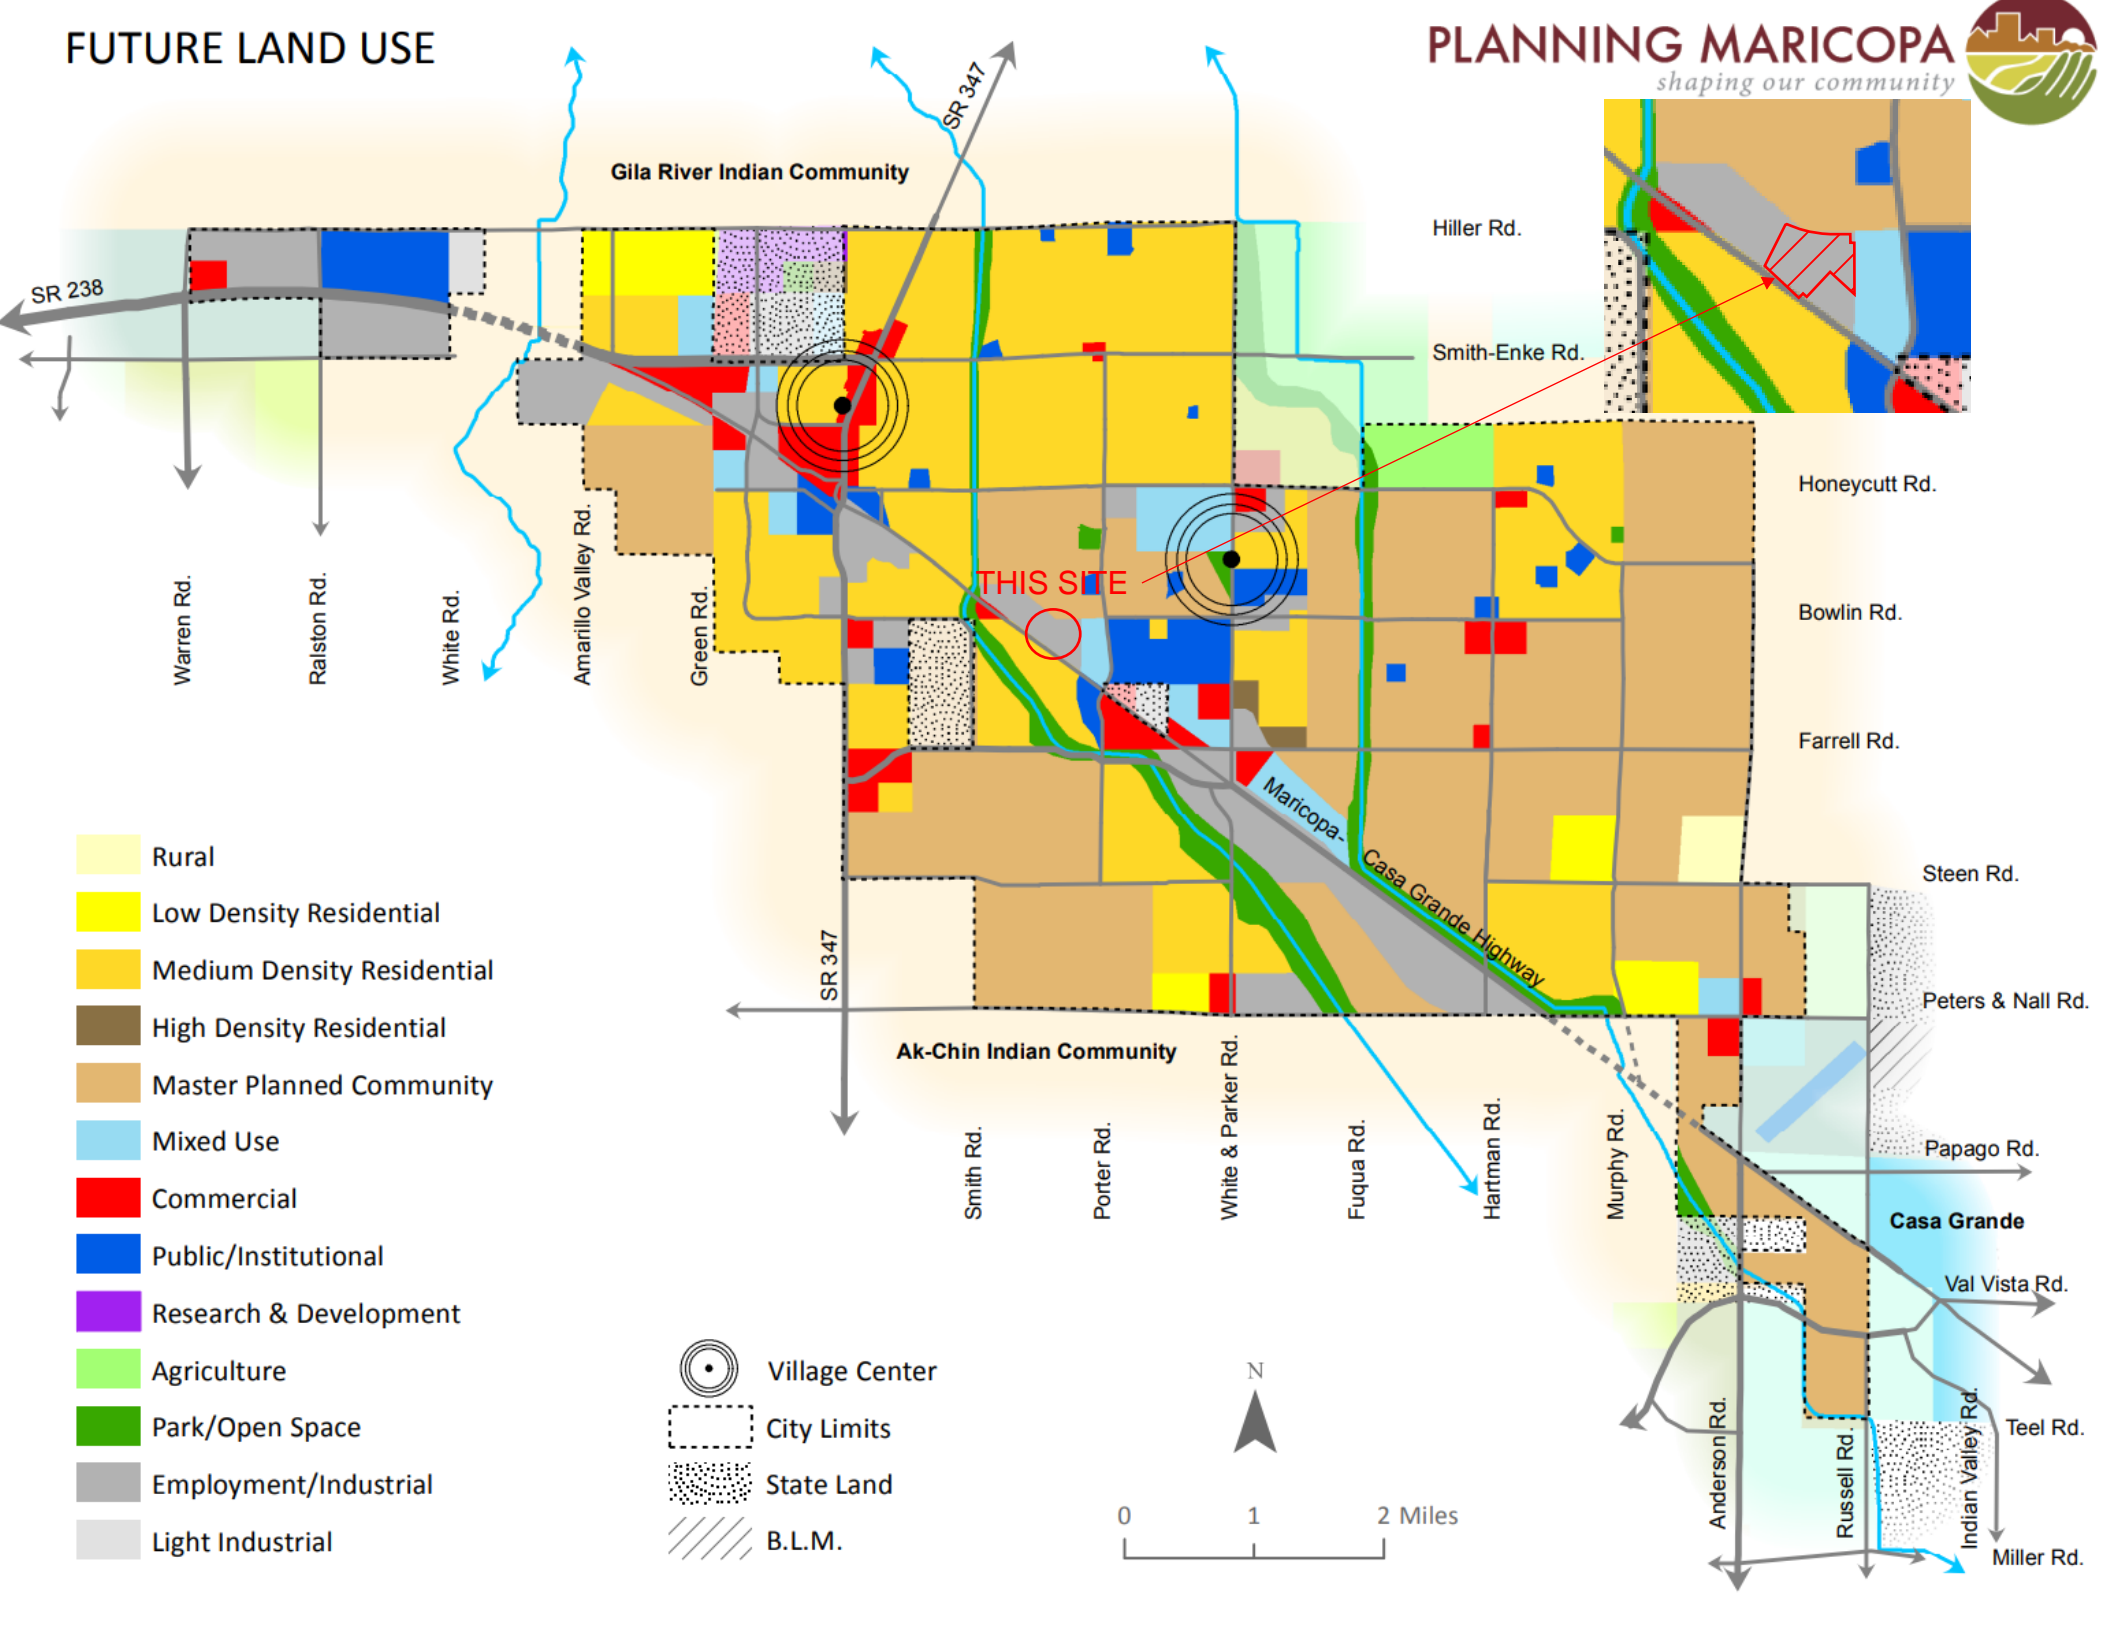 FUTURE LAND USE
PLANNING MARICOPA
shaping our community
SR 347
Gila River Indian Community
Hiller Rd.
SR 238
Smith-Enke Rd.
Honeycutt Rd.
THIS SITE
Bowlin Rd.
Warren Rd.
Ralston Rd.
White Rd.
Amarillo Valley Rd.
Green Rd.
Farrell Rd.
Maricopa-
Casa Grande Highway
Steen Rd.
SR 347
Peters & Nall Rd.
Ak-Chin Indian Community
Smith Rd.
Porter Rd.
White & Parker Rd.
Fuqua Rd.
Hartman Rd.
Murphy Rd.
Papago Rd.
Casa Grande
Val Vista Rd.
Teel Rd.
Anderson Rd.
Russell Rd.
Indian Valley Rd.
Miller Rd.
Rural
Low Density Residential
Medium Density Residential
High Density Residential
Master Planned Community
Mixed Use
Commercial
Public/Institutional
Research & Development
Agriculture
Park/Open Space
Employment/Industrial
Light Industrial
Village Center
City Limits
State Land
B.L.M.
N
0 1 2 Miles